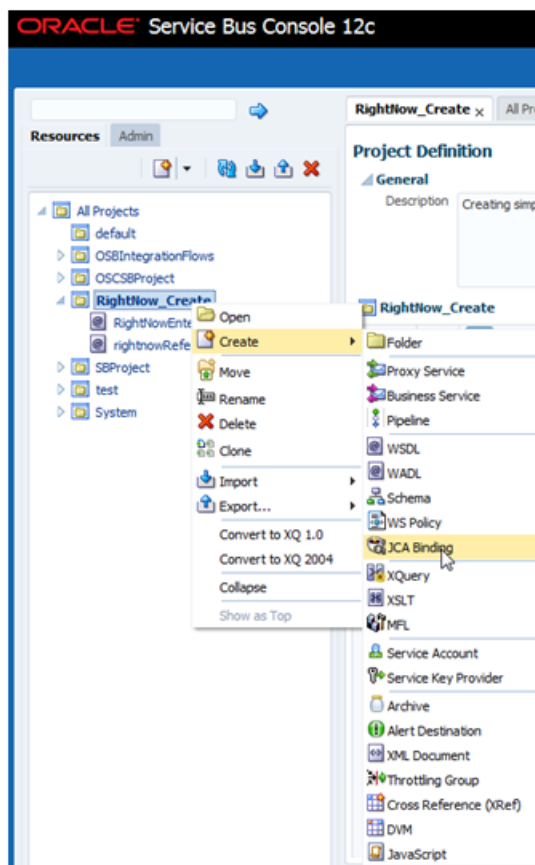 ORACLE Service Bus Console 12c
Resources Admin
All Projects
default
OSBIntegrationFlows
OSCSBProject
RightNow_Create
RightNowEnte
rightnowRefe
SBProject
test
System
Open
Create
Move
Rename
Delete
Clone
Import
Export...
Convert to XQ 1.0
Convert to XQ 2004
Collapse
Show as Top
RightNow_Create x All Pr
Project Definition
General
Description Creating simp
RightNow_Create
Folder
Proxy Service
Business Service
Pipeline
WSDL
WADL
Schema
WS Policy
JCA Binding
XQuery
XSLT
MFL
Service Account
Service Key Provider
Archive
Alert Destination
XML Document
Throttling Group
Cross Reference (XRef)
DVM
JavaScript